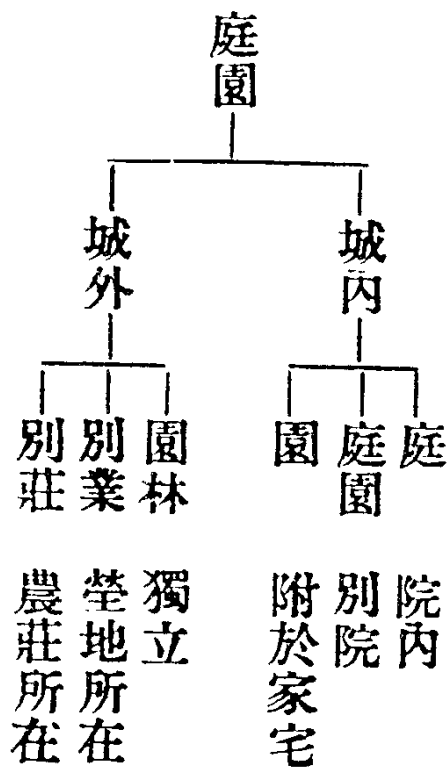 庭園
城內
城外
庭 院內
庭園 別院
園 附於家宅
園林 獨立
別業 塋地所在
別莊 農莊所在